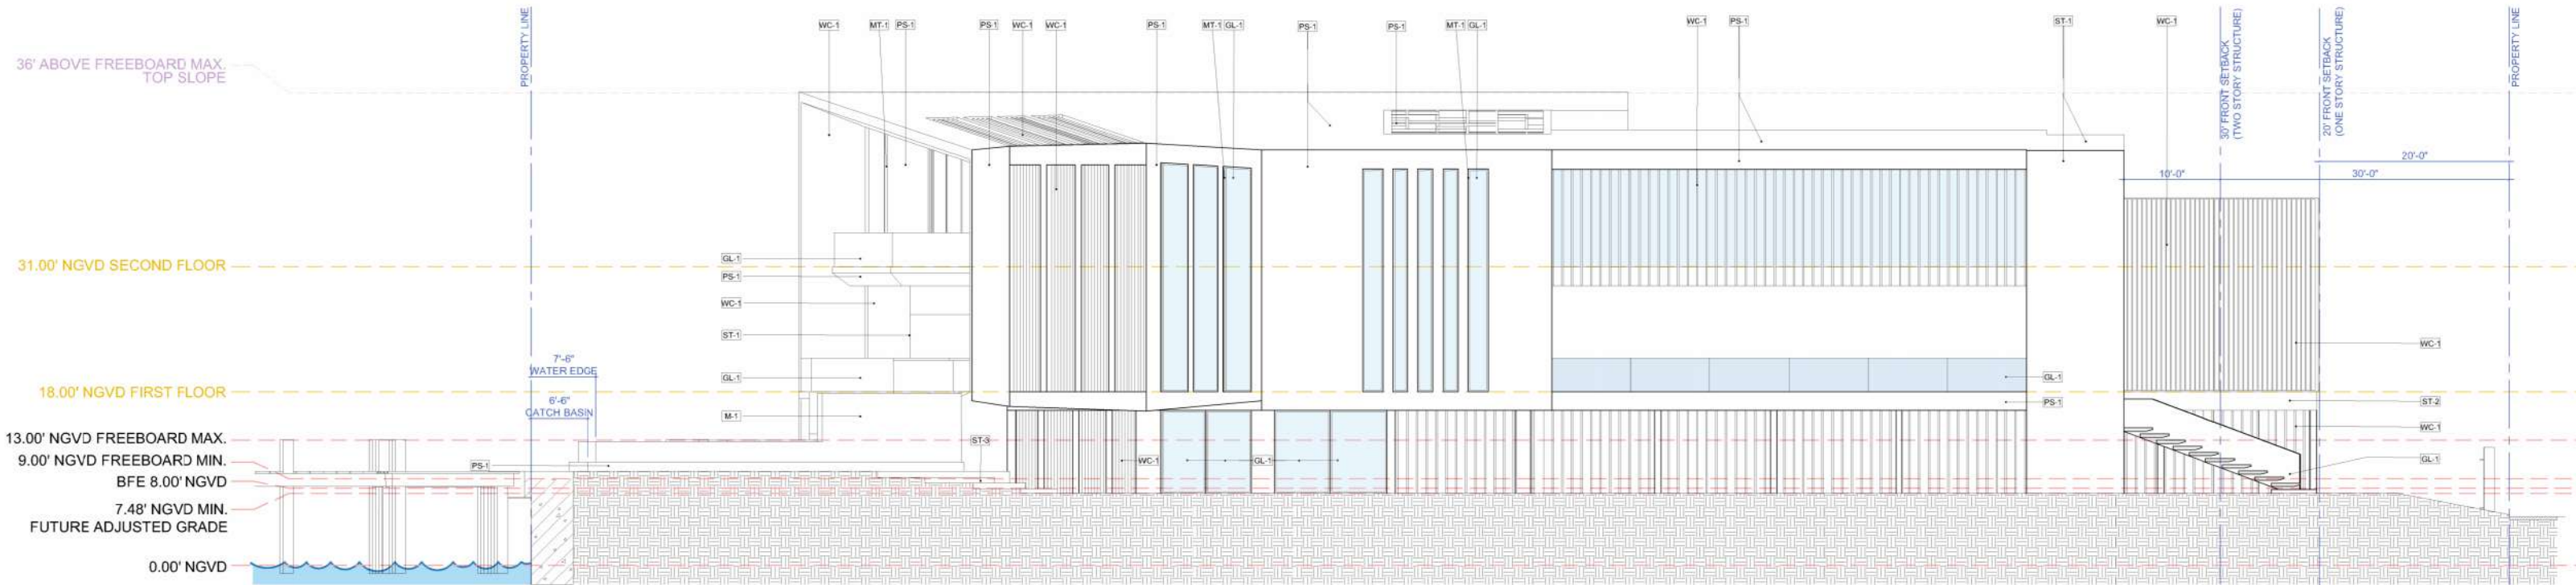 WC-1
MT-1
PS-1
PS-1
WC-1
WC-1
PS-1
MT-1
GL-1
PS-1
PS-1
MT-1
GL-1
WC-1
PS-1
ST-1
WC-1
PROPERTY LINE
30' FRONT SETBACK
(TWO STORY STRUCTURE)
20' FRONT SETBACK
(ONE STORY STRUCTURE)
PROPERTY LINE
36' ABOVE FREEBOARD MAX.
TOP SLOPE
20'-0"
10'-0"
30'-0"
GL-1
31.00' NGVD SECOND FLOOR
PS-1
WC-1
ST-1
WC-1
7'-6"
WATER EDGE
GL-1
GL-1
18.00' NGVD FIRST FLOOR
6'-6"
CATCH BASIN
PS-1
ST-2
M-1
WC-1
13.00' NGVD FREEBOARD MAX.
ST-3
9.00' NGVD FREEBOARD MIN.
PS-1
WC-1
GL-1
GL-1
BFE 8.00' NGVD
7.48' NGVD MIN.
FUTURE ADJUSTED GRADE
0.00' NGVD